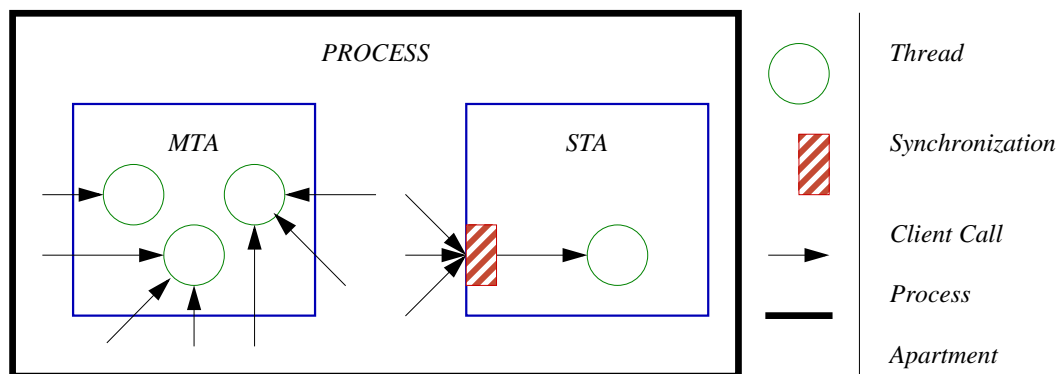 PROCESS
MTA
STA
Thread
Synchronization
Client Call
Process
Apartment